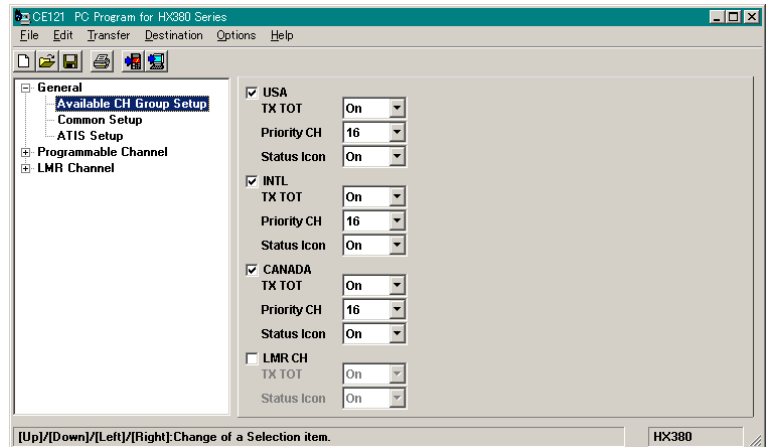 CE121 PC Program for HX380 Series
File Edit Transfer Destination Options Help
General
Available CH Group Setup
Common Setup
ATIS Setup
Programmable Channel
LMR Channel
USA
TX TOT On
Priority CH 16
Status Icon On
INTL
TX TOT On
Priority CH 16
Status Icon On
CANADA
TX TOT On
Priority CH 16
Status Icon On
LMR CH
TX TOT On
Status Icon On
[Up]/[Down]/[Left]/[Right]:Change of a Selection item. HX380